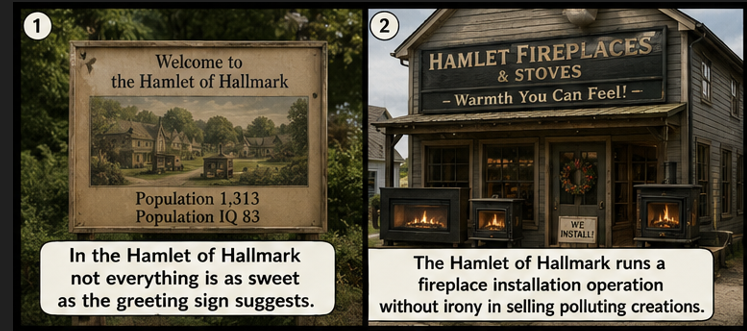 1
Welcome to
the Hamlet of Hallmark
Population 1,313
Population IQ 83
In the Hamlet of Hallmark
not everything is as sweet
as the greeting sign suggests.
2
HAMLET FIREPLACES
& STOVES
– Warmth You Can Feel! –
WE
INSTALL!
The Hamlet of Hallmark runs a
fireplace installation operation
without irony in selling polluting creations.